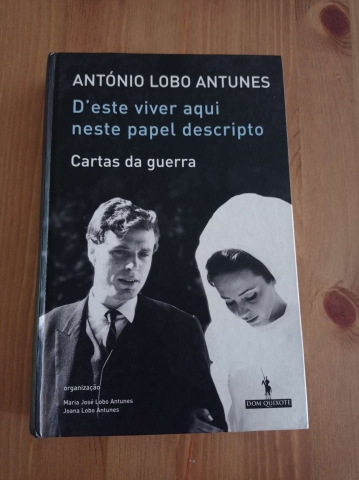 ANTÓNIO LOBO ANTUNES
D'este viver aqui
neste papel descripto
Cartas da guerra
organização
Maria José Lobo Antunes
Joana Lobo Antunes
DOM QUIXOTE